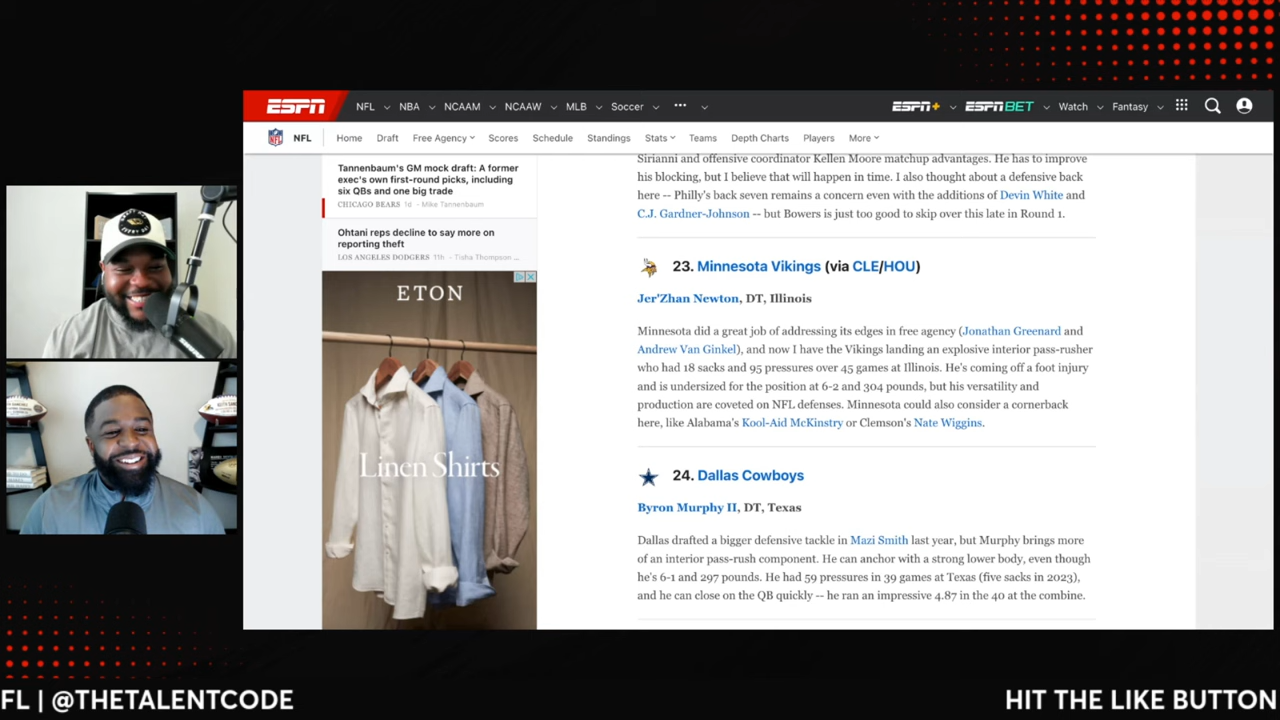 ESPN NFL NBA NCAAM NCAAW MLB Soccer ••• ESPN+ ESPN BET Watch Fantasy
NFL Home Draft Free Agency Scores Schedule Standings Stats Teams Depth Charts Players More
Tannenbaum's GM mock draft: A former
exec's own first-round picks, including
six QBs and one big trade
CHICAGO BEARS 1d - Mike Tannenbaum
Ohtani reps decline to say more on
reporting theft
LOS ANGELES DODGERS 11h - Tisha Thompson ...
ETON
Linen Shirts
Sirianni and offensive coordinator Kellen Moore matchup advantages. He has to improve
his blocking, but I believe that will happen in time. I also thought about a defensive back
here -- Philly's back seven remains a concern even with the additions of Devin White and
C.J. Gardner-Johnson -- but Bowers is just too good to skip over this late in Round 1.
23. Minnesota Vikings (via CLE/HOU)
Jer'Zhan Newton, DT, Illinois
Minnesota did a great job of addressing its edges in free agency (Jonathan Greenard and
Andrew Van Ginkel), and now I have the Vikings landing an explosive interior pass-rusher
who had 18 sacks and 95 pressures over 45 games at Illinois. He's coming off a foot injury
and is undersized for the position at 6-2 and 304 pounds, but his versatility and
production are coveted on NFL defenses. Minnesota could also consider a cornerback
here, like Alabama's Kool-Aid McKinstry or Clemson's Nate Wiggins.
24. Dallas Cowboys
Byron Murphy II, DT, Texas
Dallas drafted a bigger defensive tackle in Mazi Smith last year, but Murphy brings more
of an interior pass-rush component. He can anchor with a strong lower body, even though
he's 6-1 and 297 pounds. He had 59 pressures in 39 games at Texas (five sacks in 2023),
and he can close on the QB quickly -- he ran an impressive 4.87 in the 40 at the combine.
FL | @THETALENTCODE
HIT THE LIKE BUTTON